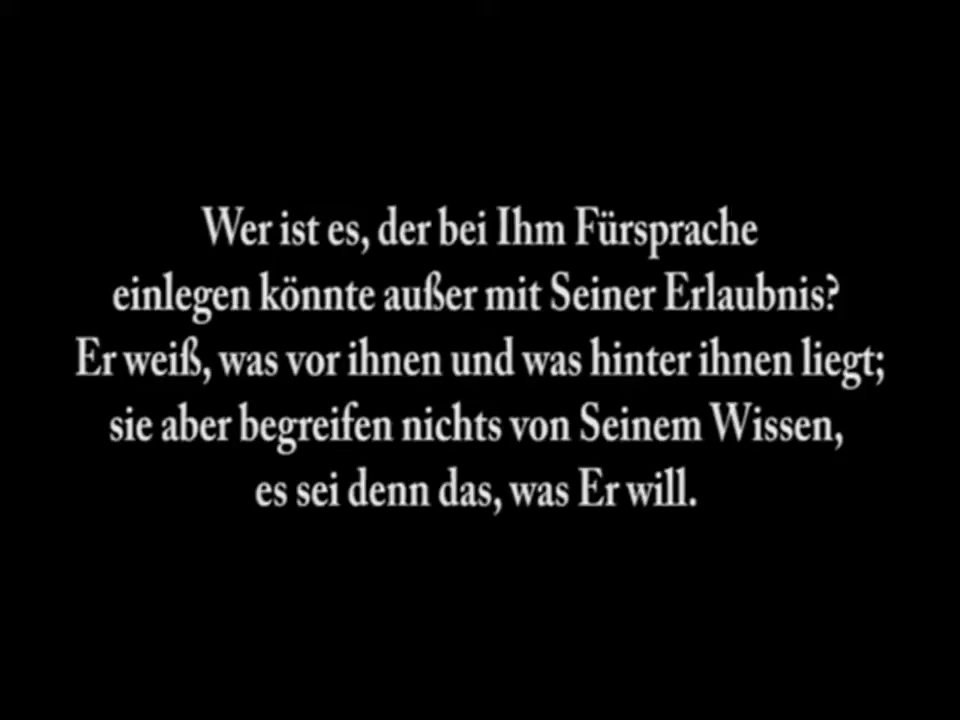 Wer ist es, der bei Ihm Fürsprache
einlegen könnte außer mit Seiner Erlaubnis?
Er weiß, was vor ihnen und was hinter ihnen liegt;
sie aber begreifen nichts von Seinem Wissen,
es sei denn das, was Er will.